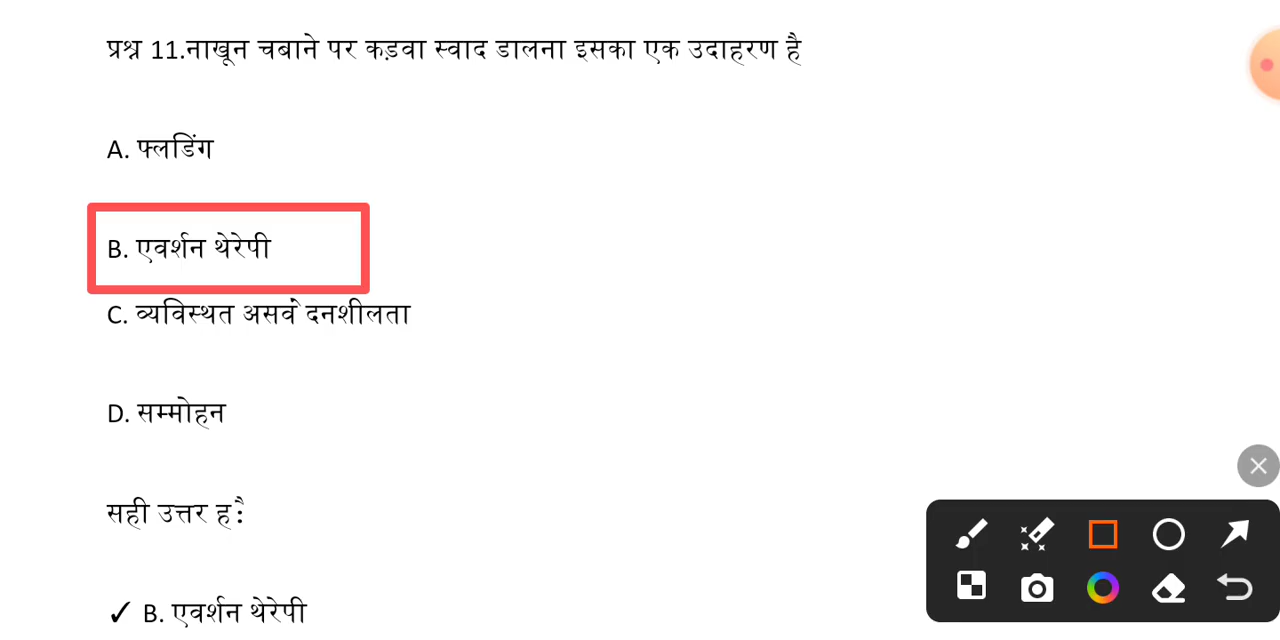 प्रश्न 11.नाखून चबाने पर कड़वा स्वाद डालना इसका एक उदाहरण है
A. फ्लडिंग
B. एवर्शन थेरेपी
C. व्यविस्थत असवंे दनशीलता
D. सम्मोहन
सही उत्तर हैः
✓ B. एवर्शन थेरेपी